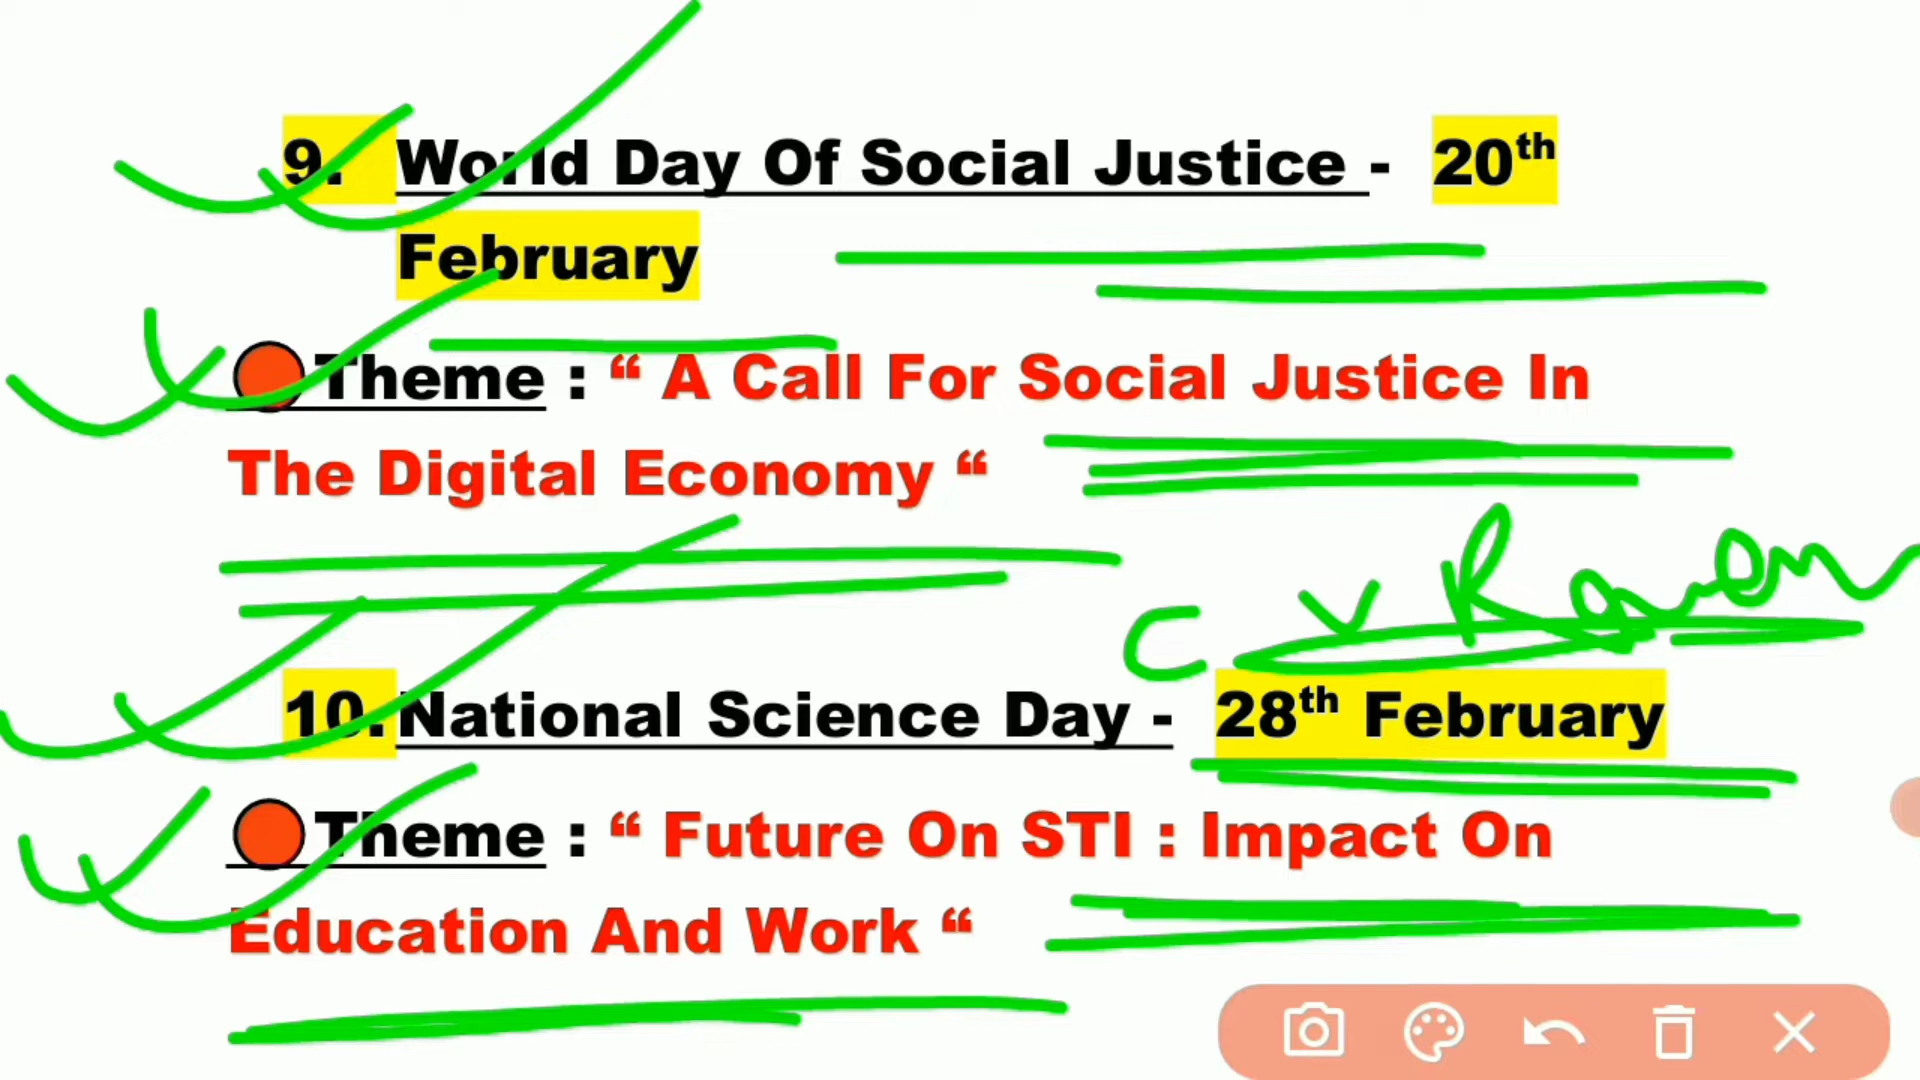 9. World Day Of Social Justice - 20th
February
Theme : “ A Call For Social Justice In
The Digital Economy “
C V Raman
10. National Science Day - 28th February
Theme : “ Future On STI : Impact On
Education And Work “